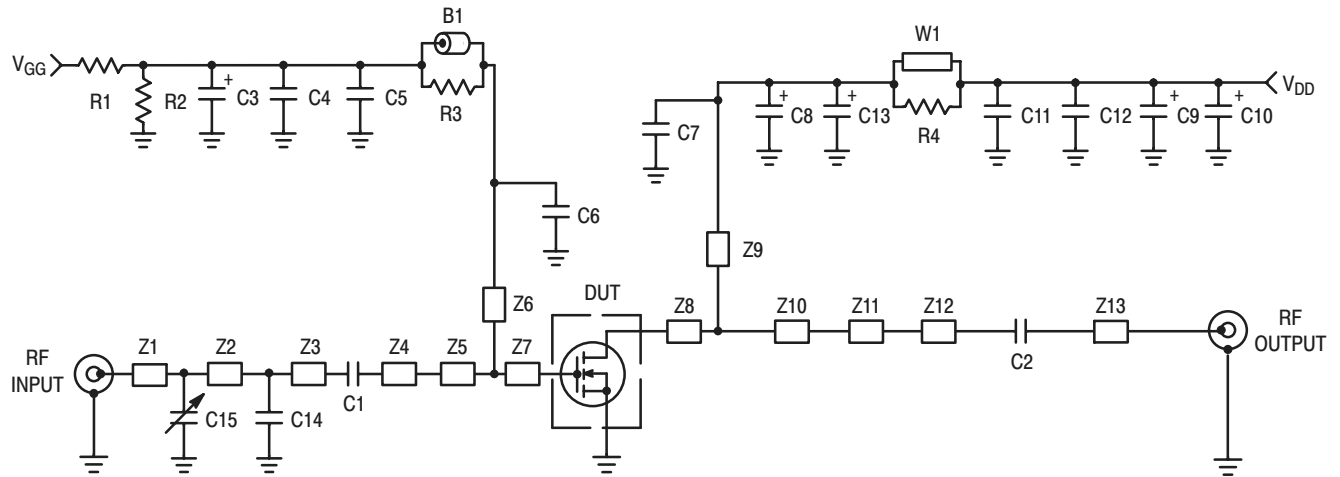 B1
W1
VGG
R1
R2
+
C3
C4
C5
R3
C7
+
C8
+
C13
R4
C11
C12
+
C9
+
C10
VDD
C6
Z9
Z6
DUT
Z8
Z10
Z11
Z12
Z13
C2
RF
OUTPUT
RF
INPUT
Z1
Z2
Z3
Z4
Z5
Z7
C1
C15
C14